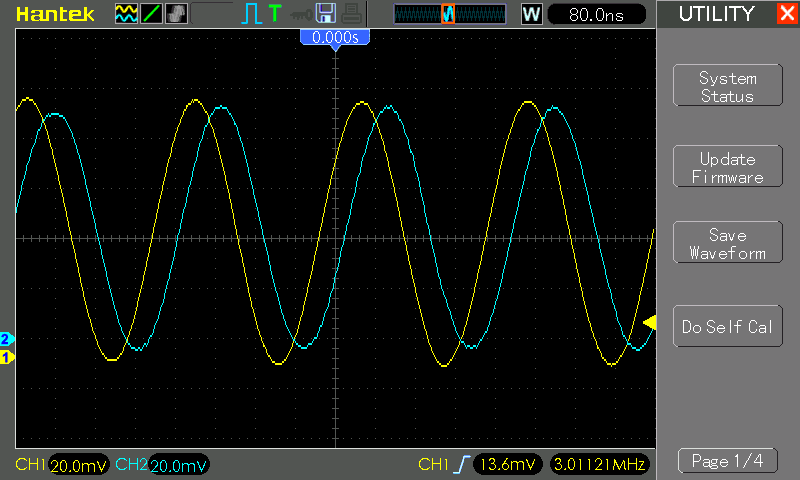 Hantek
T
W
80.0ns
UTILITY
X
0.000s
System
Status
Update
Firmware
Save
Waveform
2
1
Do Self Cal
CH1 20.0mV CH2 20.0mV CH1 13.6mV 3.01121MHz
Page 1/4